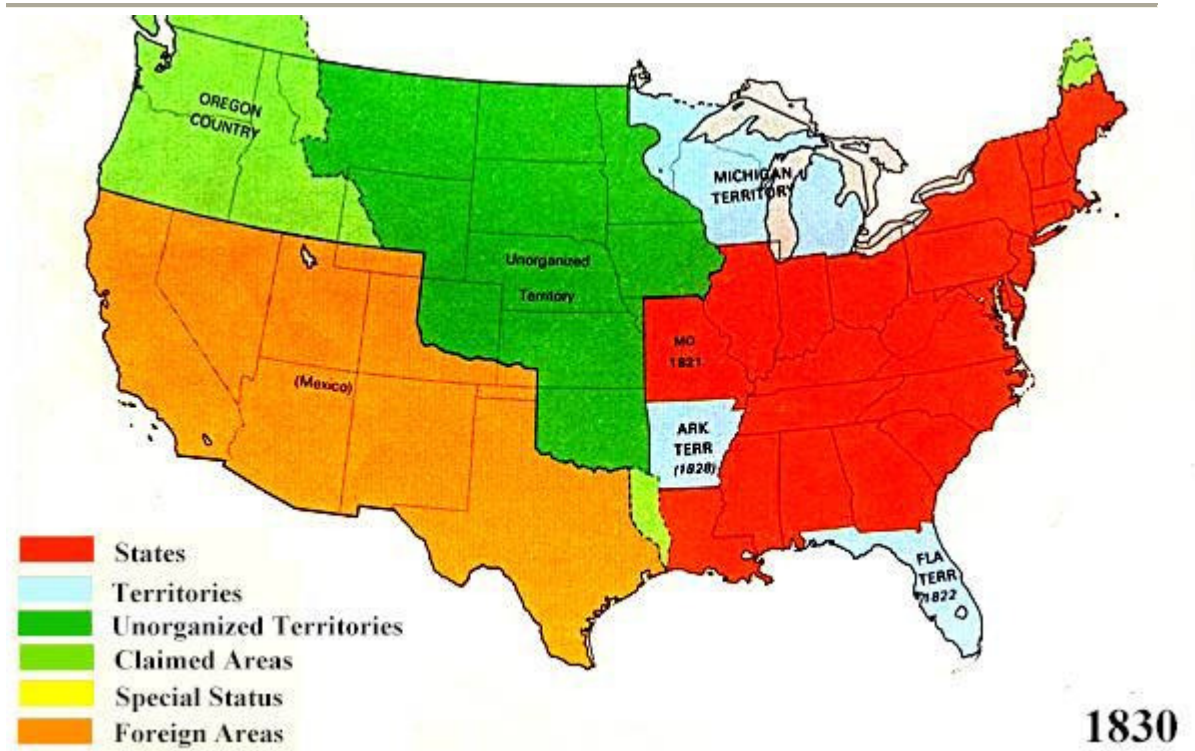 OREGON
COUNTRY
MICHIGAN
TERRITORY
Unorganized
Territory
MO
1821
(Mexico)
ARK
TERR
(1828)
FLA
TERR
1822
States
Territories
Unorganized Territories
Claimed Areas
Special Status
Foreign Areas
1830